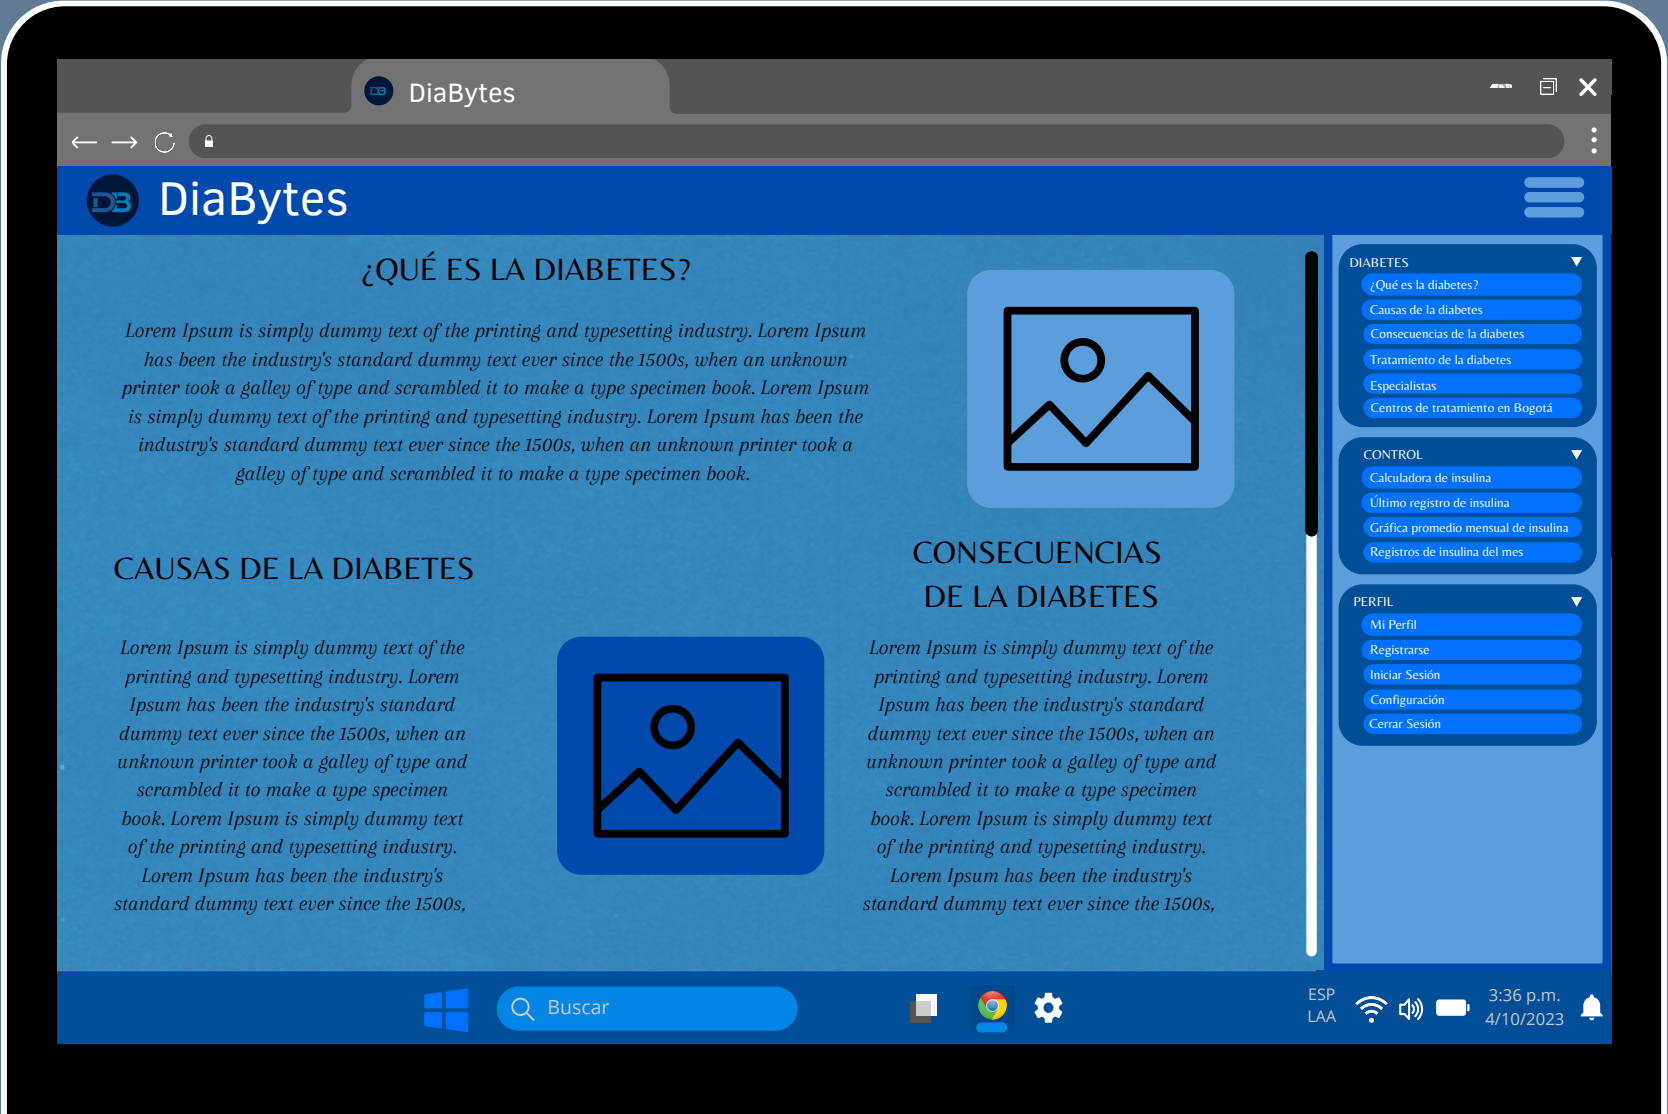 DB DiaBytes
DB DiaBytes
¿QUÉ ES LA DIABETES?
Lorem Ipsum is simply dummy text of the printing and typesetting industry. Lorem Ipsum
has been the industry's standard dummy text ever since the 1500s, when an unknown
printer took a galley of type and scrambled it to make a type specimen book. Lorem Ipsum
is simply dummy text of the printing and typesetting industry. Lorem Ipsum has been the
industry's standard dummy text ever since the 1500s, when an unknown printer took a
galley of type and scrambled it to make a type specimen book.
CAUSAS DE LA DIABETES
Lorem Ipsum is simply dummy text of the
printing and typesetting industry. Lorem
Ipsum has been the industry's standard
dummy text ever since the 1500s, when an
unknown printer took a galley of type and
scrambled it to make a type specimen
book. Lorem Ipsum is simply dummy text
of the printing and typesetting industry.
Lorem Ipsum has been the industry's
standard dummy text ever since the 1500s,
CONSECUENCIAS
DE LA DIABETES
Lorem Ipsum is simply dummy text of the
printing and typesetting industry. Lorem
Ipsum has been the industry's standard
dummy text ever since the 1500s, when an
unknown printer took a galley of type and
scrambled it to make a type specimen
book. Lorem Ipsum is simply dummy text
of the printing and typesetting industry.
Lorem Ipsum has been the industry's
standard dummy text ever since the 1500s,
DIABETES
¿Qué es la diabetes?
Causas de la diabetes
Consecuencias de la diabetes
Tratamiento de la diabetes
Especialistas
Centros de tratamiento en Bogotá
CONTROL
Calculadora de insulina
Último registro de insulina
Gráfica promedio mensual de insulina
Registros de insulina del mes
PERFIL
Mi Perfil
Registrarse
Iniciar Sesión
Configuración
Cerrar Sesión
Buscar
ESP
LAA
3:36 p.m.
4/10/2023